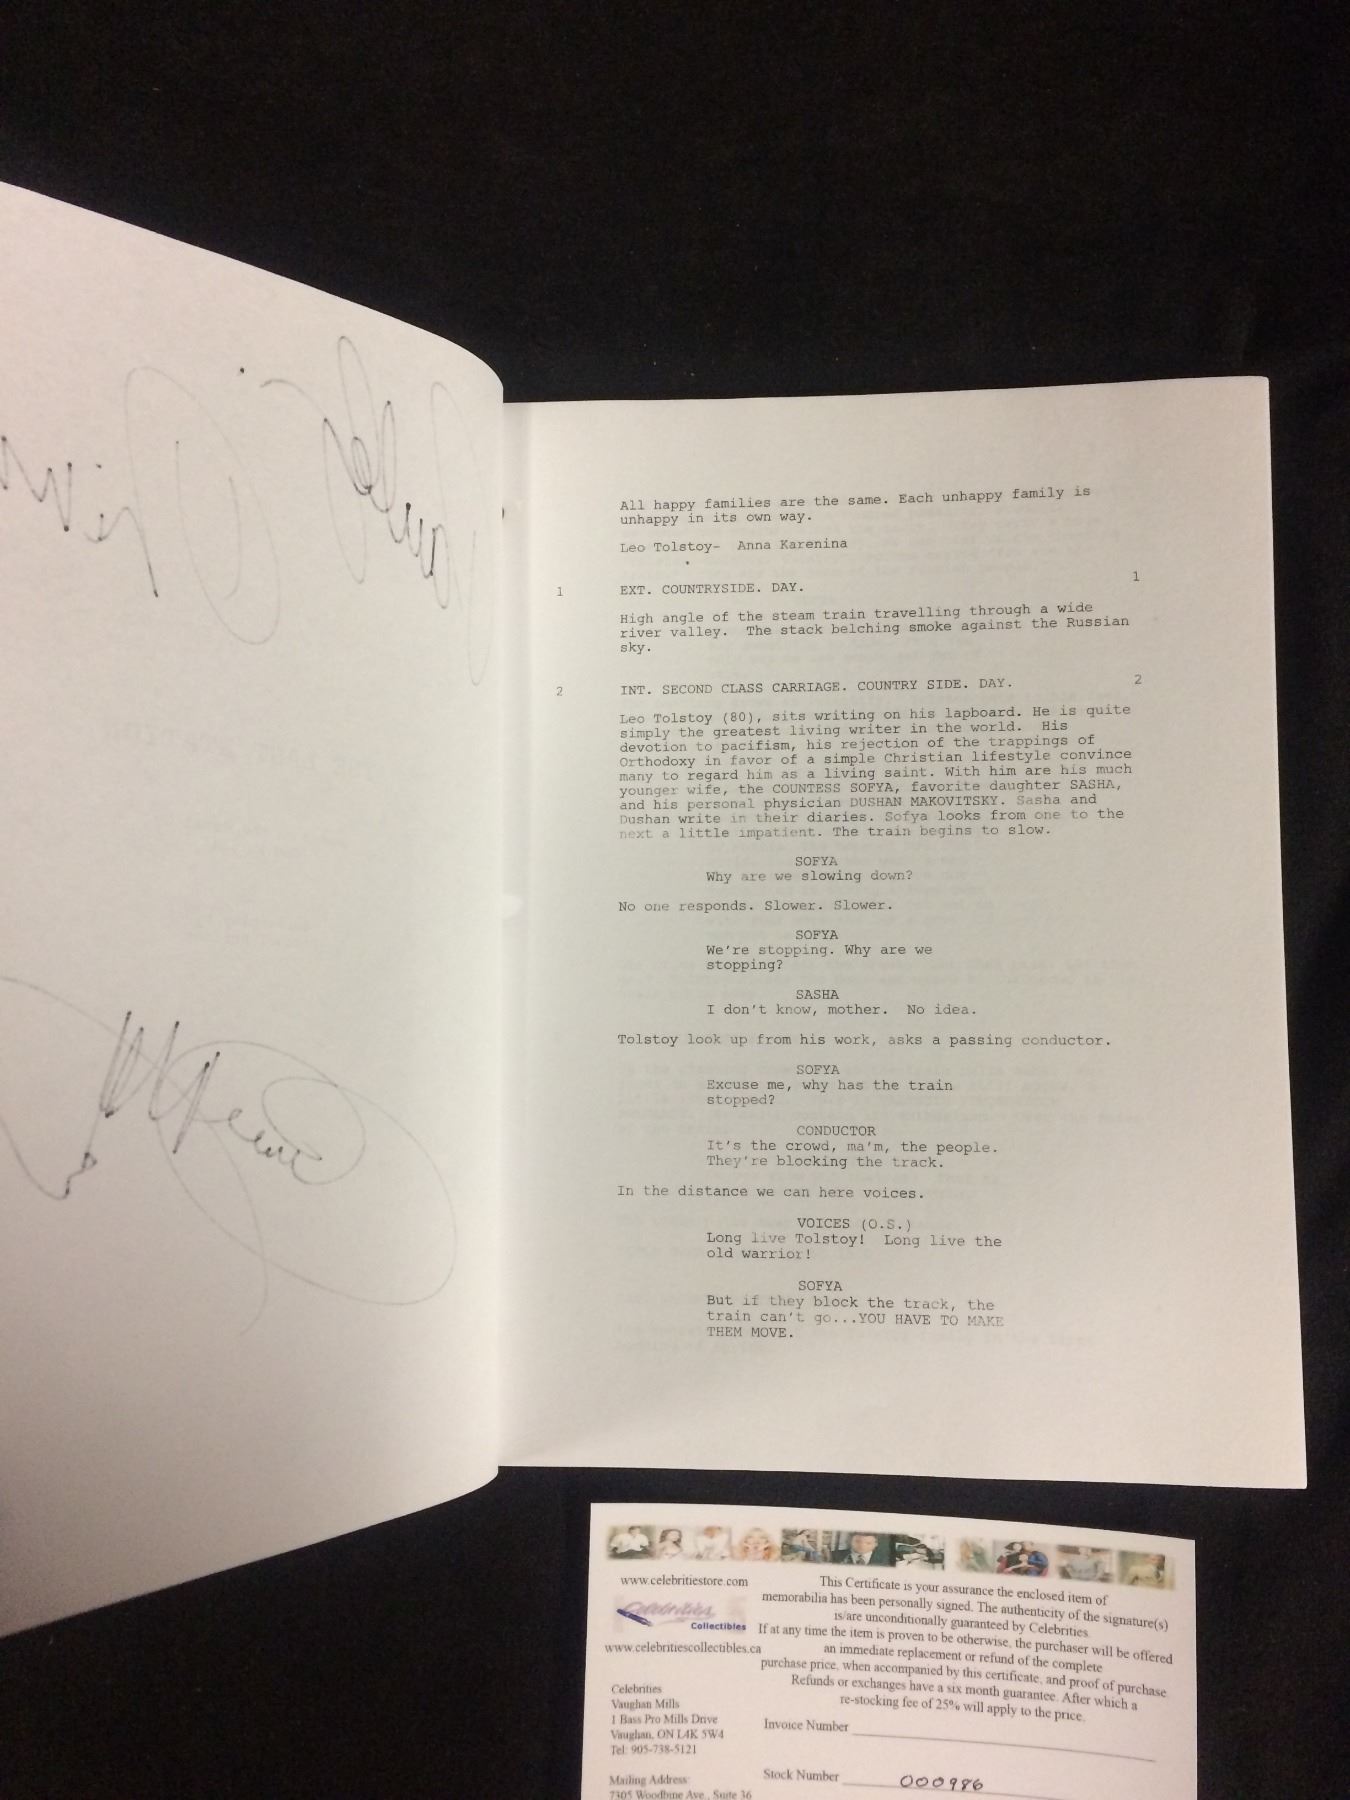 All happy families are the same. Each unhappy family is
unhappy in its own way.
Leo Tolstoy- Anna Karenina
1 EXT. COUNTRYSIDE. DAY. 1
High angle of the steam train travelling through a wide
river valley. The stack belching smoke against the Russian
sky.
2 INT. SECOND CLASS CARRIAGE. COUNTRY SIDE. DAY. 2
Leo Tolstoy (80), sits writing on his lapboard. He is quite
simply the greatest living writer in the world. His
devotion to pacifism, his rejection of the trappings of
Orthodoxy in favor of a simple Christian lifestyle convince
many to regard him as a living saint. With him are his much
younger wife, the COUNTESS SOFYA, favorite daughter SASHA,
and his personal physician DUSHAN MAKOVITSKY. Sasha and
Dushan write in their diaries. Sofya looks from one to the
next a little impatient. The train begins to slow.
SOFYA
Why are we slowing down?
No one responds. Slower. Slower.
SOFYA
We're stopping. Why are we
stopping?
SASHA
I don't know, mother. No idea.
Tolstoy look up from his work, asks a passing conductor.
SOFYA
Excuse me, why has the train
stopped?
CONDUCTOR
It's the crowd, ma'm, the people.
They're blocking the track.
In the distance we can here voices.
VOICES (O.S.)
Long live Tolstoy! Long live the
old warrior!
SOFYA
But if they block the track, the
train can't go...YOU HAVE TO MAKE
THEM MOVE.
www.celebritiestore.com
Celebrities
Collectibles
www.celebritiescollectibles.ca
Celebrities
Vaughan Mills
1 Bass Pro Mills Drive
Vaughan, ON L4K 5W4
Tel: 905-738-5121
Mailing Address:
7305 Woodbine Ave., Suite 36
This Certificate is your assurance the enclosed item of
memorabilia has been personally signed. The authenticity of the signature(s)
is/are unconditionally guaranteed by Celebrities.
If at any time the item is proven to be otherwise, the purchaser will be offered
an immediate replacement or refund of the complete
purchase price, when accompanied by this certificate, and proof of purchase.
Refunds or exchanges have a six month guarantee. After which a
re-stocking fee of 25% will apply to the price.
Invoice Number
Stock Number 000986